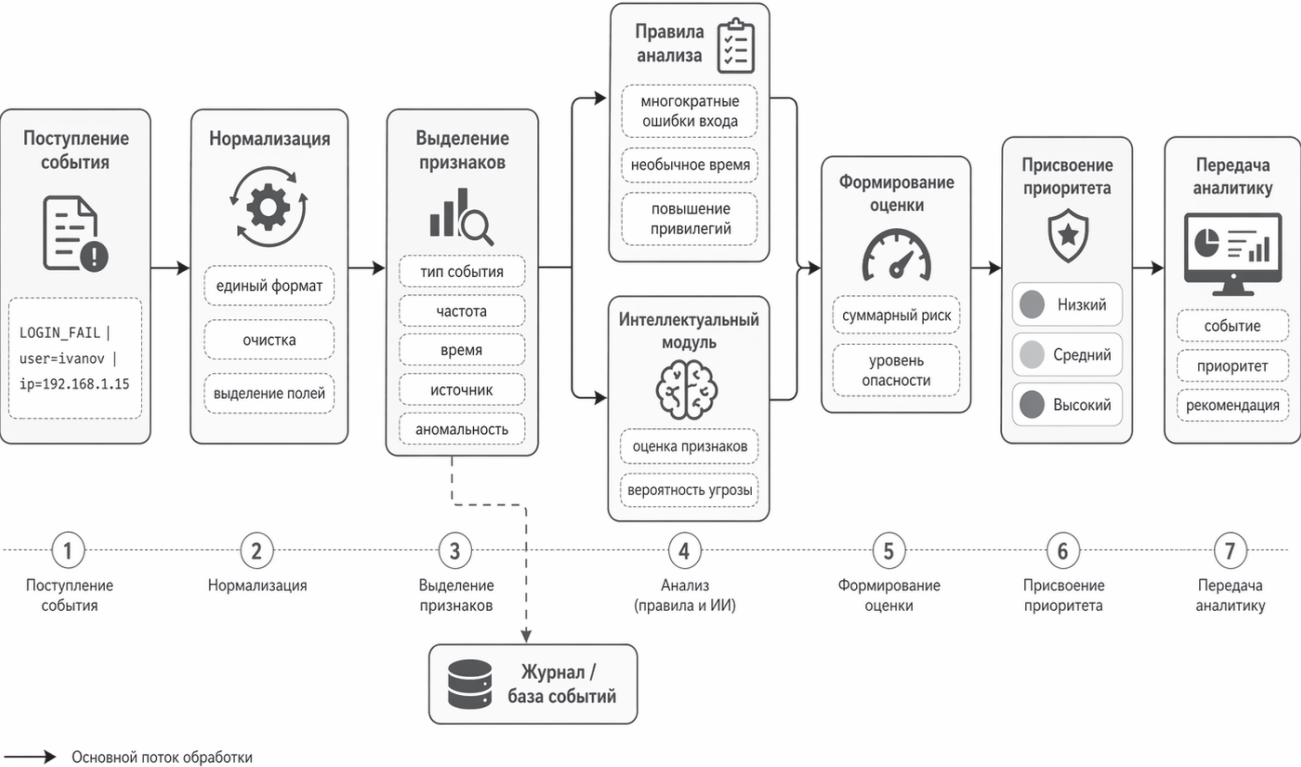 Поступление
события
LOGIN_FAIL |
user=ivanov |
ip=192.168.1.15
Нормализация
единый формат
очистка
выделение полей
Выделение
признаков
тип события
частота
время
источник
аномальность
Правила
анализа
многократные
ошибки входа
необычное время
повышение
привилегий
Интеллектуальный
модуль
оценка признаков
вероятность угрозы
Формирование
оценки
суммарный риск
уровень
опасности
Присвоение
приоритета
Низкий
Средний
Высокий
Передача
аналитику
событие
приоритет
рекомендация
1
Поступление
события
2
Нормализация
3
Выделение
признаков
4
Анализ
(правила и ИИ)
5
Формирование
оценки
6
Присвоение
приоритета
7
Передача
аналитику
Журнал /
база событий
Основной поток обработки